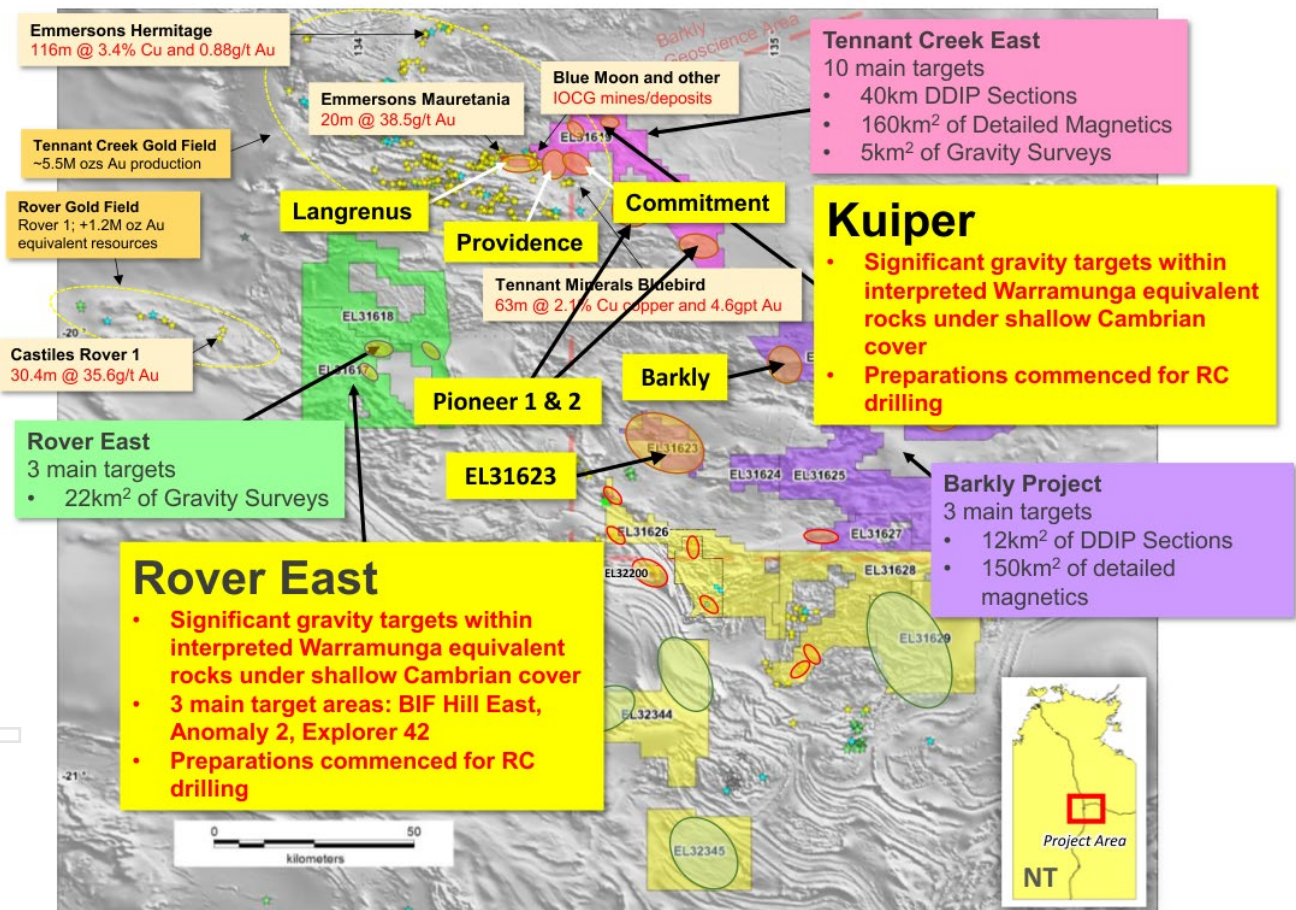 Emmersons Hermitage
116m @ 3.4% Cu and 0.88g/t Au
134
Barkly
Geoscience Area
135
Tennant Creek East
10 main targets
• 40km DDIP Sections
• 160km² of Detailed Magnetics
• 5km² of Gravity Surveys
Blue Moon and other
IOCG mines/deposits
Emmersons Mauretania
20m @ 38.5g/t Au
EL31619
Tennant Creek Gold Field
~5.5M ozs Au production
Rover Gold Field
Rover 1; +1.2M oz Au
equivalent resources
Langrenus
Commitment
Providence
Kuiper
• Significant gravity targets within
interpreted Warramunga equivalent
rocks under shallow Cambrian
cover
• Preparations commenced for RC
drilling
Tennant Minerals Bluebird
63m @ 2.1% Cu copper and 4.6gpt Au
EL31618
-20
Castiles Rover 1
30.4m @ 35.6g/t Au
EL31617
Barkly
Pioneer 1 & 2
Rover East
3 main targets
• 22km² of Gravity Surveys
EL31623
EL31623
EL31624
EL31625
Barkly Project
3 main targets
• 12km² of DDIP Sections
• 150km² of detailed
magnetics
EL31626
EL31627
EL32200
EL31628
Rover East
• Significant gravity targets within
interpreted Warramunga equivalent
rocks under shallow Cambrian cover
• 3 main target areas: BIF Hill East,
Anomaly 2, Explorer 42
• Preparations commenced for RC
drilling
EL31629
EL32344
-21
0 50
kilometers
EL32345
Project Area
NT